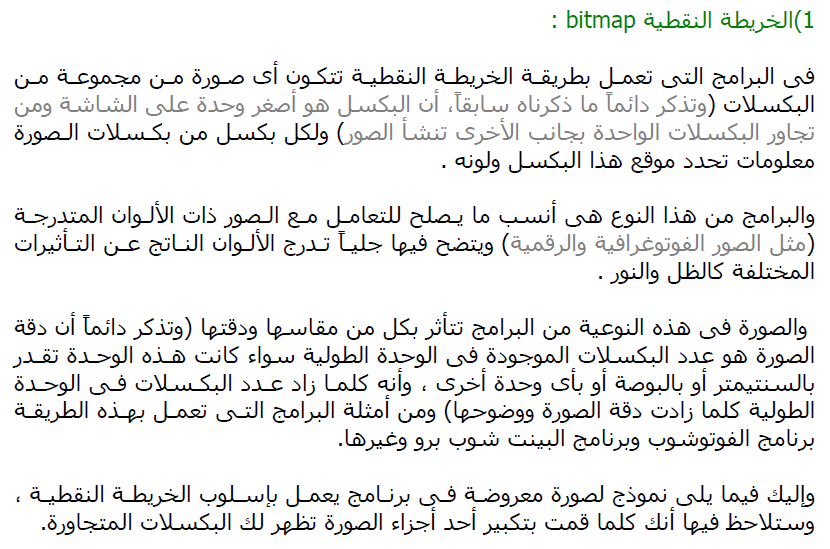 1)الخريطة النقطية bitmap :
فى البرامج التى تعمل بطريقة الخريطة النقطية تتكون أى صورة من مجموعة من
البكسلات (وتذكر دائماً ما ذكرناه سابقاً، أن البكسل هو أصغر وحدة على الشاشة ومن
تجاور البكسلات الواحدة بجانب الأخرى تنشأ الصور) ولكل بكسل من بكسلات الصورة
معلومات تحدد موقع هذا البكسل ولونه .
والبرامج من هذا النوع هى أنسب ما يصلح للتعامل مع الصور ذات الألوان المتدرجة
(مثل الصور الفوتوغرافية والرقمية) ويتضح فيها جلياً تدرج الألوان الناتج عن التأثيرات
المختلفة كالظل والنور .
والصورة فى هذه النوعية من البرامج تتأثر بكل من مقاسها ودقتها (وتذكر دائماً أن دقة
الصورة هو عدد البكسلات الموجودة فى الوحدة الطولية سواء كانت هذه الوحدة تقدر
بالسنتيمتر أو بالبوصة أو بأى وحدة أخرى ، وأنه كلما زاد عدد البكسلات فى الوحدة
الطولية كلما زادت دقة الصورة ووضوحها) ومن أمثلة البرامج التى تعمل بهذه الطريقة
برنامج الفوتوشوب وبرنامج البينت شوب برو وغيرها.
وإليك فيما يلى نموذج لصورة معروضة فى برنامج يعمل بإسلوب الخريطة النقطية ،
وستلاحظ فيها أنك كلما قمت بتكبير أحد أجزاء الصورة تظهر لك البكسلات المتجاورة.